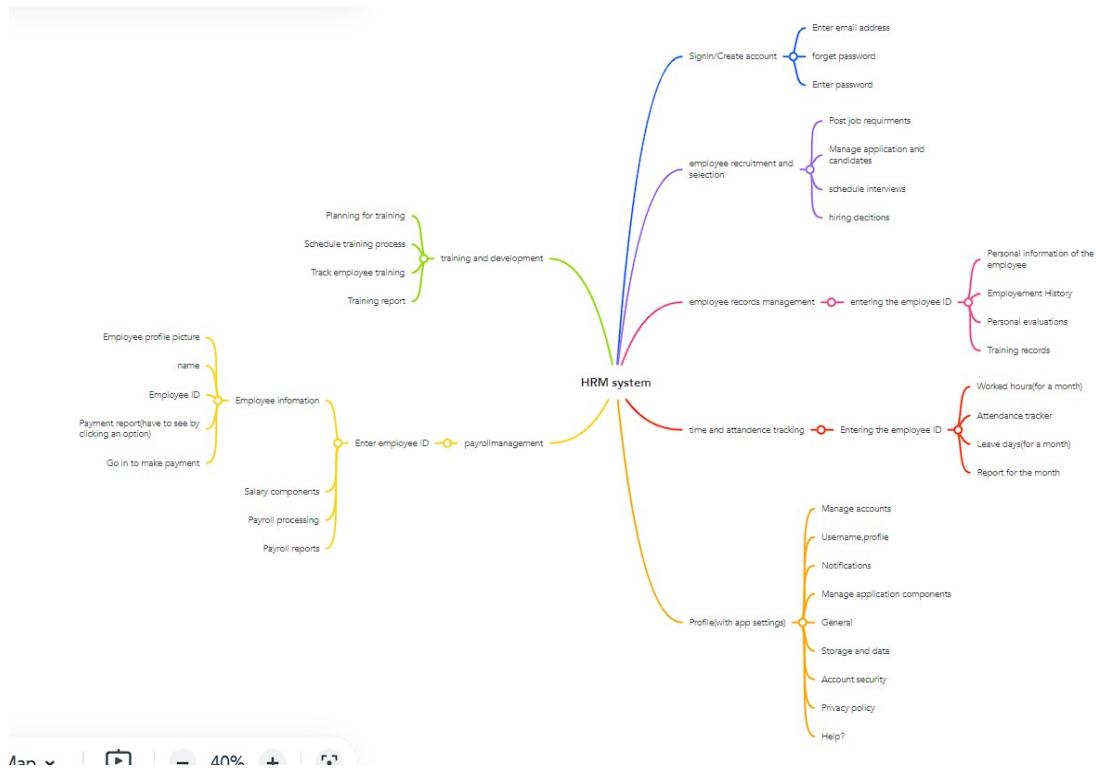 SignIn/Create account
Enter email address
forget password
Enter password
employee recruitment and
selection
Post job requirments
Manage application and
candidates
schedule interviews
hiring decitions
employee records management
entering the employee ID
Personal information of the
employee
Employement History
Personal evaluations
Training records
time and attandence tracking
Entering the employee ID
Worked hours(for a month)
Attendance tracker
Leave days(for a month)
Report for the month
Profile(with app settings)
Manage accounts
Username,profile
Notifications
Manage application components
General
Storage and data
Account security
Privacy policy
Help?
HRM system
training and development
Planning for training
Schedule training process
Track employee training
Training report
payrollmanagement
Enter employee ID
Employee infomation
Employee profile picture
name
Employee ID
Payment report(have to see by
clicking an option)
Go in to make payment
Salary components
Payroll processing
Payroll reports
40%